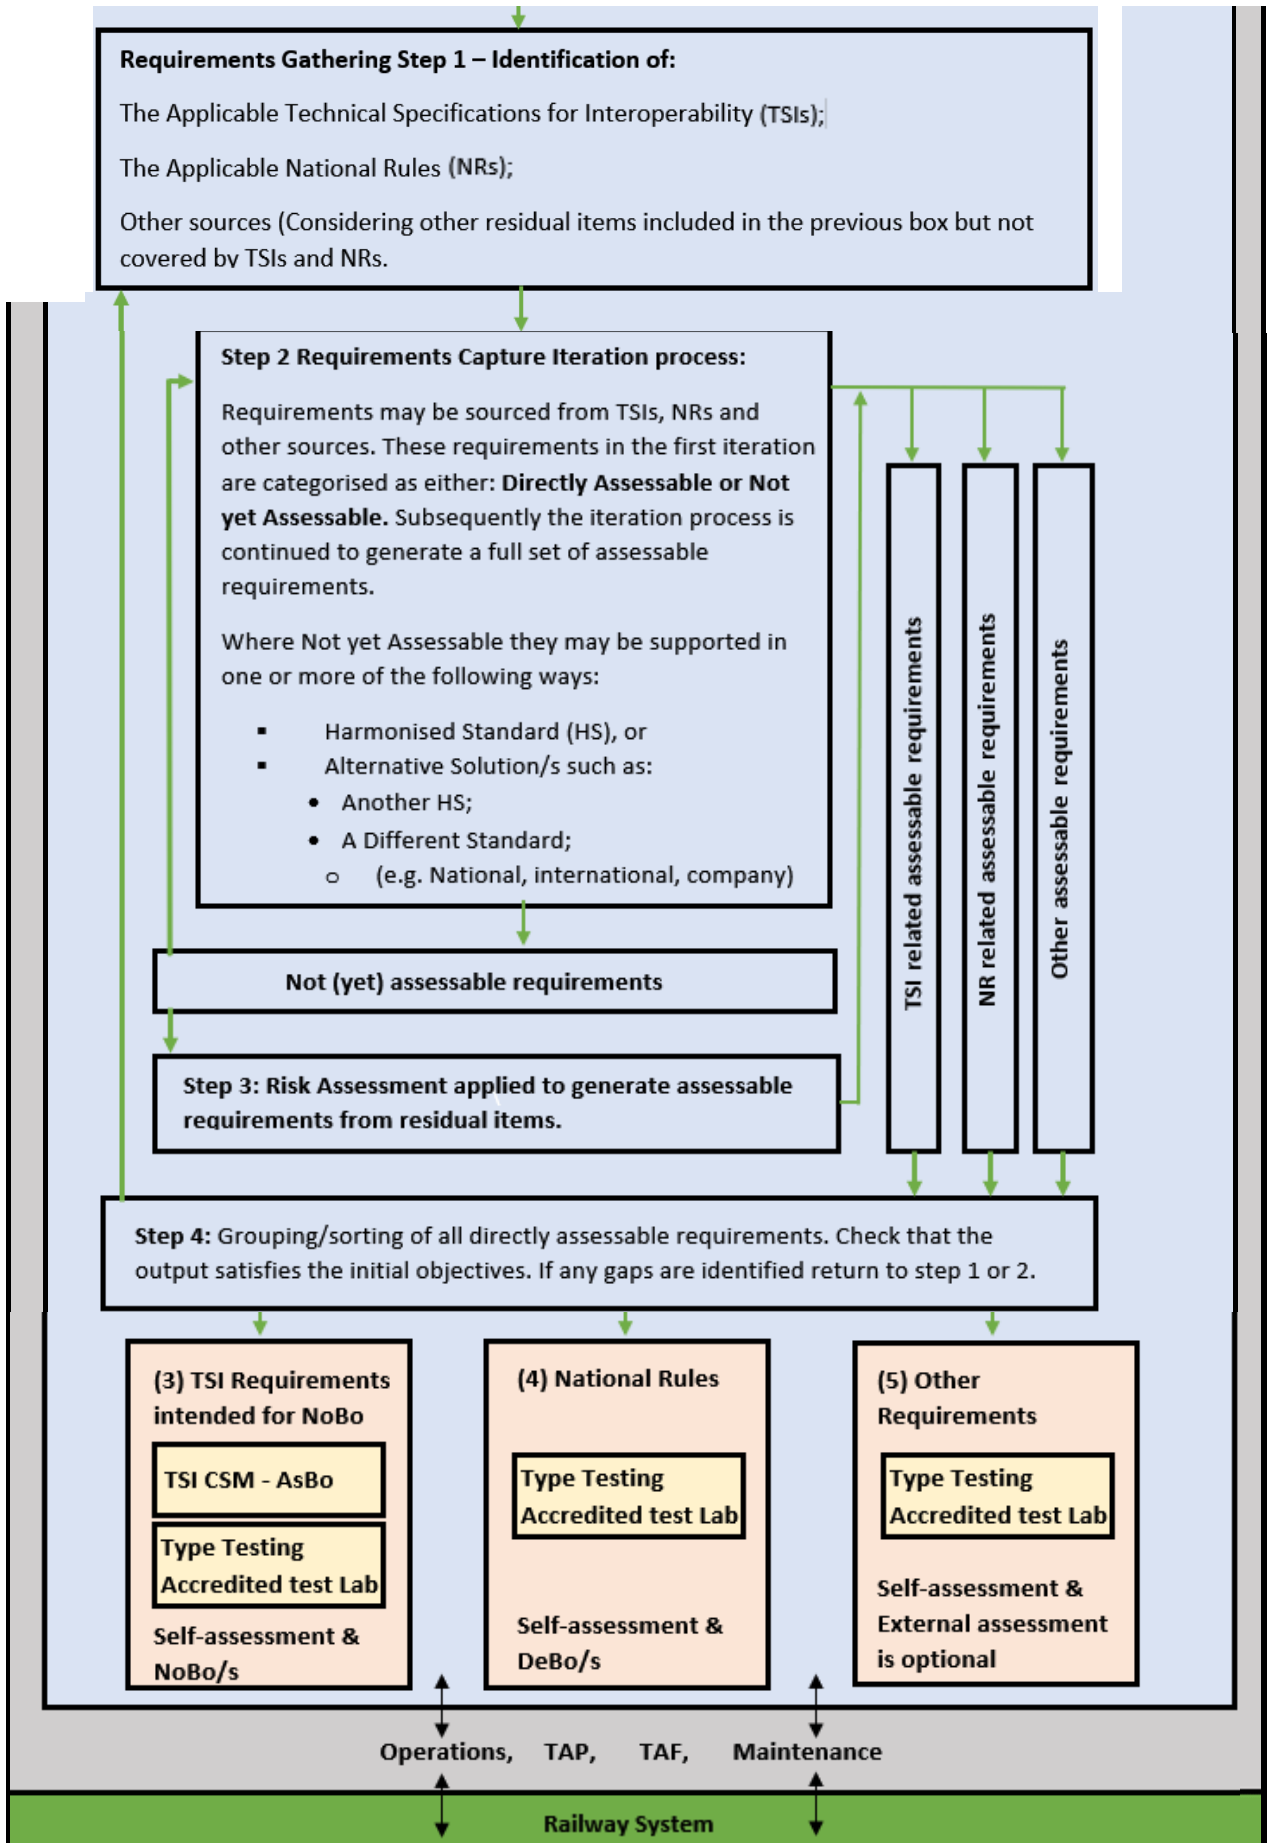 Requirements Gathering Step 1 – Identification of:
The Applicable Technical Specifications for Interoperability (TSIs);
The Applicable National Rules (NRs);
Other sources (Considering other residual items included in the previous box but not
covered by TSIs and NRs.
Step 2 Requirements Capture Iteration process:
Requirements may be sourced from TSIs, NRs and
other sources. These requirements in the first iteration
are categorised as either: Directly Assessable or Not
yet Assessable. Subsequently the iteration process is
continued to generate a full set of assessable
requirements.
Where Not yet Assessable they may be supported in
one or more of the following ways:
▪ Harmonised Standard (HS), or
▪ Alternative Solution/s such as:
• Another HS;
• A Different Standard;
o (e.g. National, international, company)
TSI related assessable requirements
NR related assessable requirements
Other assessable requirements
Not (yet) assessable requirements
Step 3: Risk Assessment applied to generate assessable
requirements from residual items.
Step 4: Grouping/sorting of all directly assessable requirements. Check that the
output satisfies the initial objectives. If any gaps are identified return to step 1 or 2.
(3) TSI Requirements
intended for NoBo
TSI CSM - AsBo
Type Testing
Accredited test Lab
Self-assessment &
NoBo/s
(4) National Rules
Type Testing
Accredited test Lab
Self-assessment &
DeBo/s
(5) Other
Requirements
Type Testing
Accredited test Lab
Self-assessment &
External assessment
is optional
Operations, TAP, TAF, Maintenance
Railway System